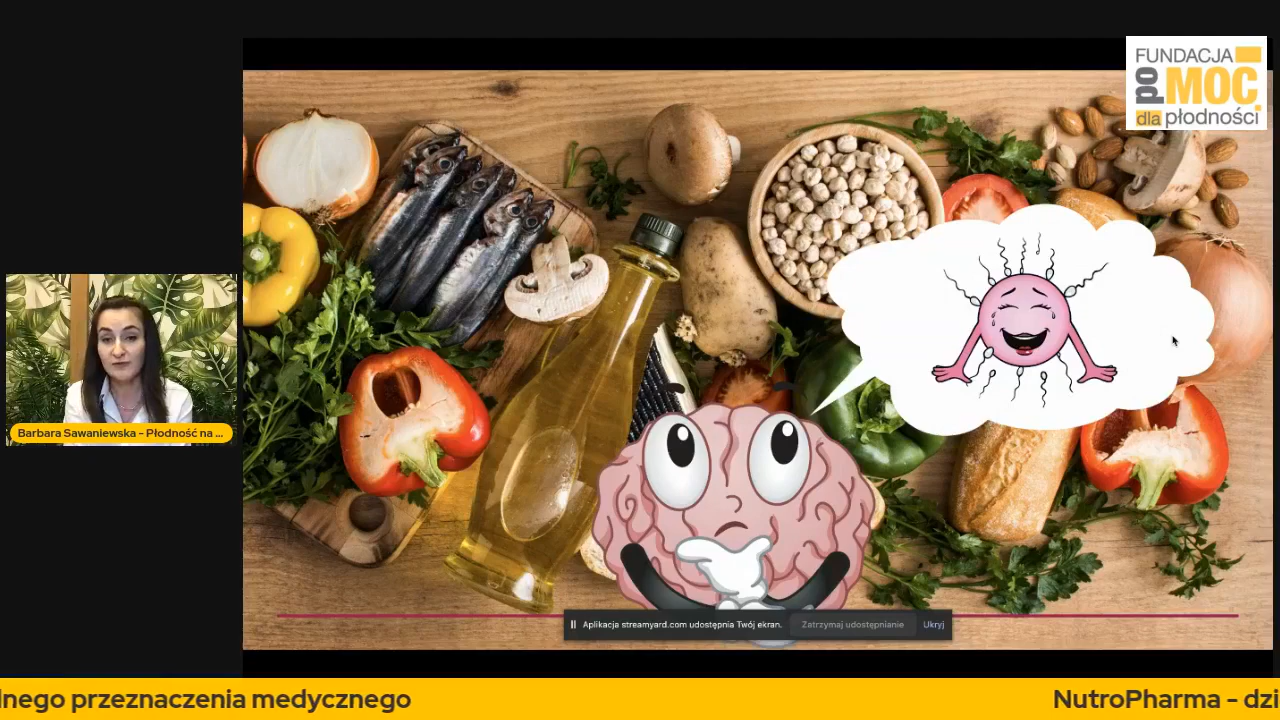 FUNDACJA
po MOC
dla płodności
Barbara Sawaniewska - Płodność na ...
Aplikacja streamyard.com udostępnia Twój ekran. Zatrzymaj udostępnianie Ukryj
lnego przeznaczenia medycznego NutroPharma - dzi